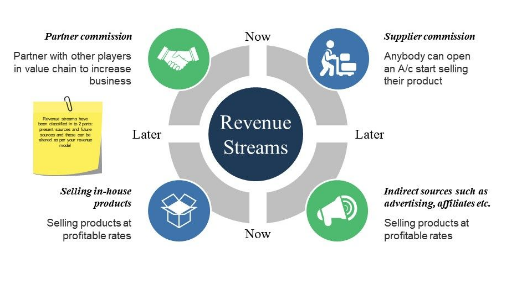 Partner commission
Partner with other players
in value chain to increase
business
Now
Supplier commission
Anybody can open
an A/c start selling
their product
Revenue streams have
been classified in to 2 parts-
present sources and future
sources and these can be
altered as per your revenue
model
Later
Revenue
Streams
Later
Selling in-house
products
Selling products at
profitable rates
Now
Indirect sources such as
advertising, affiliates etc.
Selling products at
profitable rates